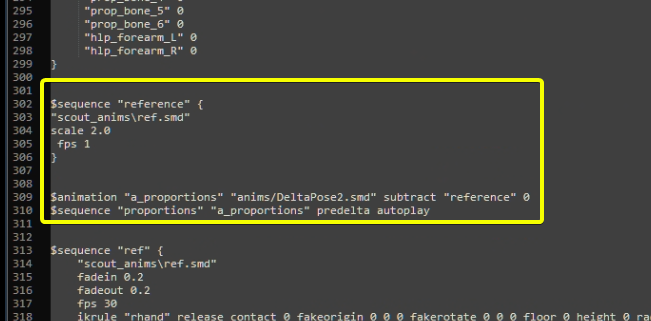 295 "prop_bone_5" 0
296 "prop_bone_6" 0
297 "hlp_forearm_L" 0
298 "hlp_forearm_R" 0
299 }
300
301
302 $sequence "reference" {
303 "scout_anims\ref.smd"
304 scale 2.0
305 fps 1
306 }
307
308
309 $animation "a_proportions" "anims/DeltaPose2.smd" subtract "reference" 0
310 $sequence "proportions" "a_proportions" predelta autoplay
311
312
313 $sequence "ref" {
314 "scout_anims\ref.smd"
315 fadein 0.2
316 fadeout 0.2
317 fps 30
318 ikrule "rhand" release contact 0 fakeorigin 0 0 0 fakerotate 0 0 0 floor 0 height 0